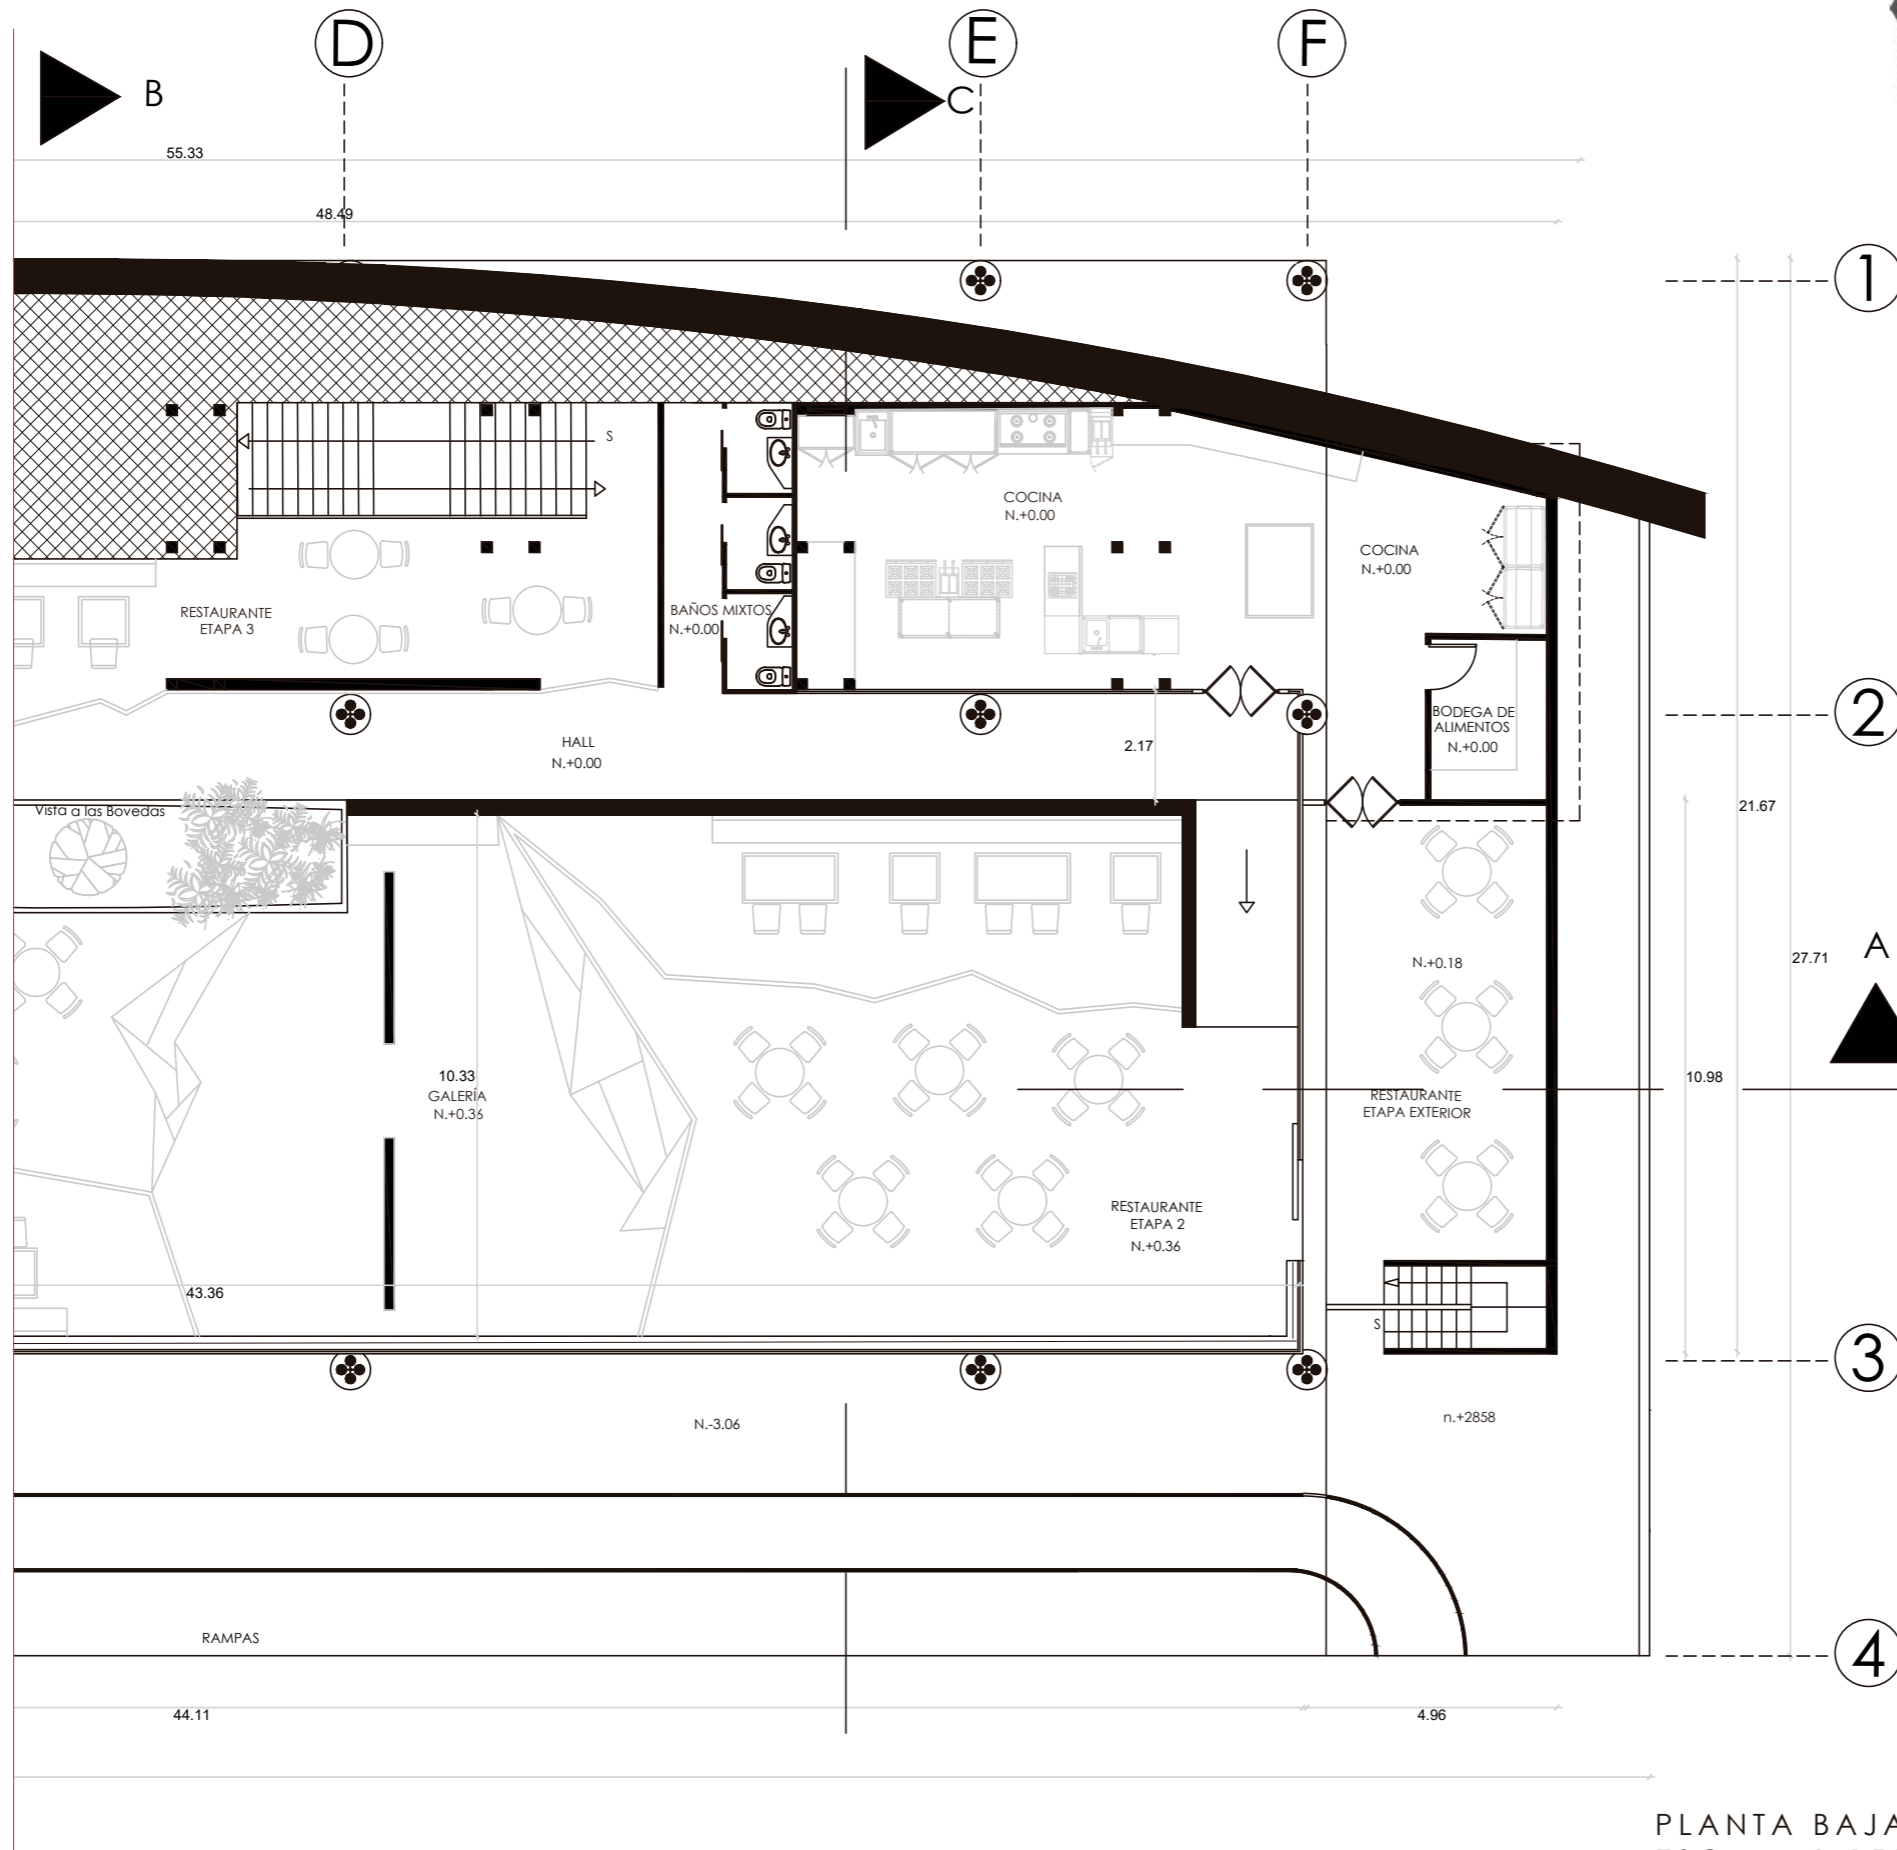 D
E
F
B
C
55.33
48.49
1
S
COCINA
N.+0.00
COCINA
N.+0.00
RESTAURANTE
ETAPA 3
BAÑOS MIXTOS
N.+0.00
2
BODEGA DE
ALIMENTOS
N.+0.00
HALL
N.+0.00
2.17
Vista a las Bovedas
21.67
A
27.71
N.+0.18
10.33
GALERÍA
N.+0.36
10.98
RESTAURANTE
ETAPA EXTERIOR
RESTAURANTE
ETAPA 2
N.+0.36
43.36
S
3
N.-3.06
n.+2858
RAMPAS
4
44.11
4.96
PLANTA BAJA